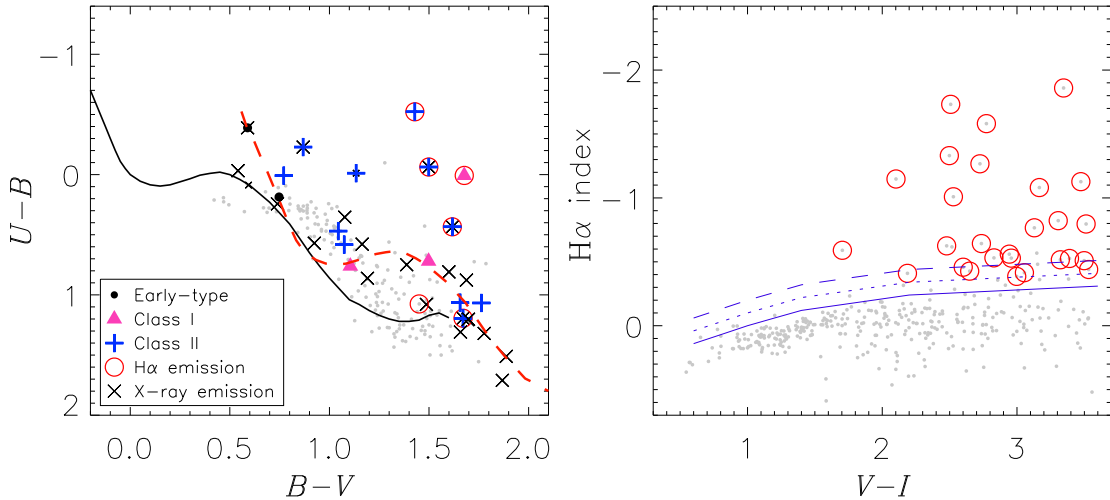 −1
0
1
2
U−B
0.0 0.5 1.0 1.5 2.0
B−V
Early−type
Class I
Class II
Hα emission
X−ray emission
−2
−1
0
Hα index
1 2 3
V−I